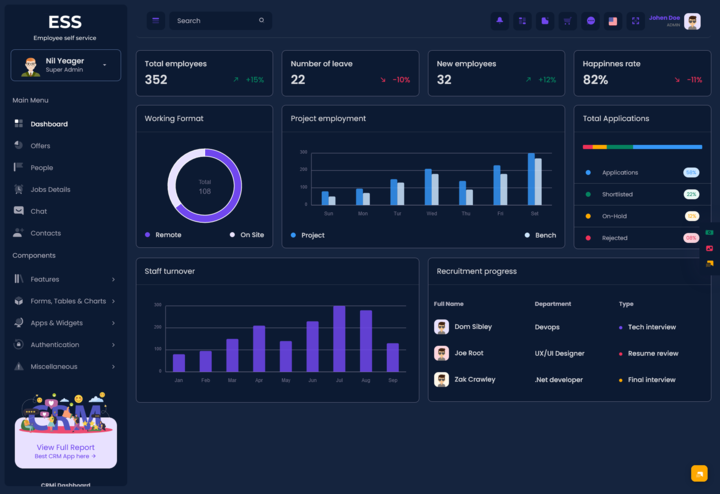 ESS
Employee self service
Nil Yeager
Super Admin
Main Menu
Dashboard
Offers
People
Jobs Details
Chat
Contacts
Components
Features
Forms, Tables & Charts
Apps & Widgets
Authentication
Miscellaneous
CRM
View Full Report
Best CRM App here →
CRMi Dashboard
Search
Johen Doe
ADMIN
Total employees
352
+15%
Number of leave
22
-10%
New employees
32
+12%
Happinnes rate
82%
-11%
Working Format
Total
108
Remote
On Site
Project employment
300
200
100
0
Sun Mon Tue Wed Thu Fri Sat
Project
Bench
Total Applications
Applications
Shortlisted
22%
On-Hold
Rejected
Staff turnover
300
200
100
0
Jan Feb Mar Apr May Jun Jul Aug Sep
Recruitment progress
Full Name Department Type
Dom Sibley Devops Tech interview
Joe Root UX/UI Designer Resume review
Zak Crawley .Net developer Final interview